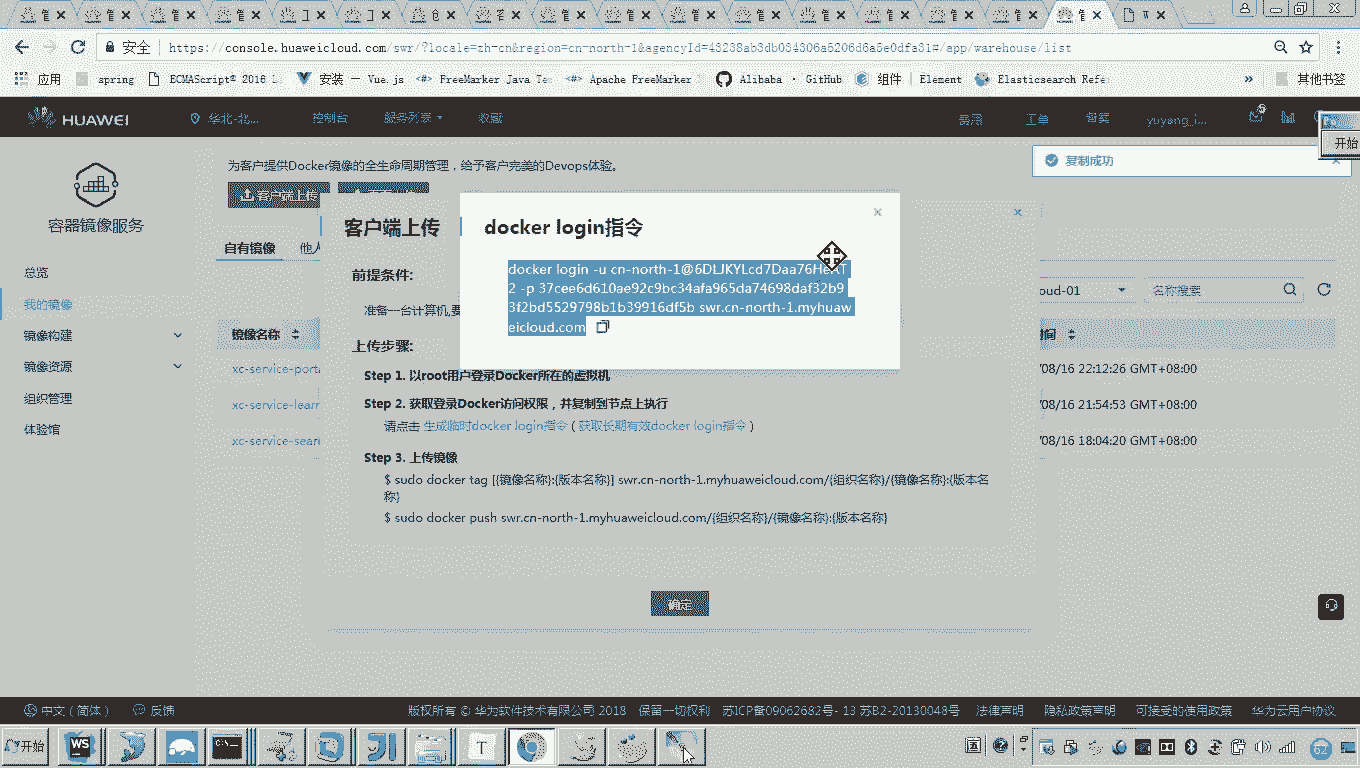 安全
https://console.huaweicloud.com/swr/?locale=zh-cn&region=cn-north-1&agencyId=43238ab3db034306a5206d6a5e0dfa31#/app/warehouse/list
应用
spring
ECMAScript® 2016 L
安装 — Vue.js
FreeMarker Java Te
Apache FreeMarker
Alibaba · GitHub
组件 | Element
Elasticsearch Refe
»
其他书签
HUAWEI
华北-北...
控制台
服务列表
收藏
费用
工单
备案
yuyang_i...
开始
容器镜像服务
总览
我的镜像
镜像构建
镜像资源
组织管理
体验馆
为客户提供Docker镜像的全生命周期管理，给予客户完美的Devops体验。
复制成功
客户端上传
自有镜像
他人
oud-01
名称搜索
镜像名称
xc-service-porta
/08/16 22:12:26 GMT+08:00
xc-service-learn
/08/16 21:54:53 GMT+08:00
xc-service-sear
/08/16 18:04:20 GMT+08:00
客户端上传
前提条件:
准备一台计算机,要
上传步骤:
Step 1. 以root用户登录Docker所在的虚拟机
Step 2. 获取登录Docker访问权限，并复制到节点上执行
请点击 生成临时docker login指令 ( 获取长期有效docker login指令 )
Step 3. 上传镜像
$ sudo docker tag [{镜像名称}:{版本名称}] swr.cn-north-1.myhuaweicloud.com/{组织名称}/{镜像名称}:{版本名
称}
$ sudo docker push swr.cn-north-1.myhuaweicloud.com/{组织名称}/{镜像名称}:{版本名称}
确定
docker login指令
docker login -u cn-north-1@6DLJKYLcd7Daa76HeXT
2 -p 37cee6d610ae92c9bc34afa965da74698daf32b9
3f2bd5529798b1b39916df5b swr.cn-north-1.myhuaw
eicloud.com
中文（简体）
反馈
版权所有 © 华为软件技术有限公司 2018 保留一切权利 苏ICP备09062682号- 13 苏B2-20130048号
法律声明
隐私政策声明
可接受的使用政策
华为云用户协议
开始
WS
T
62